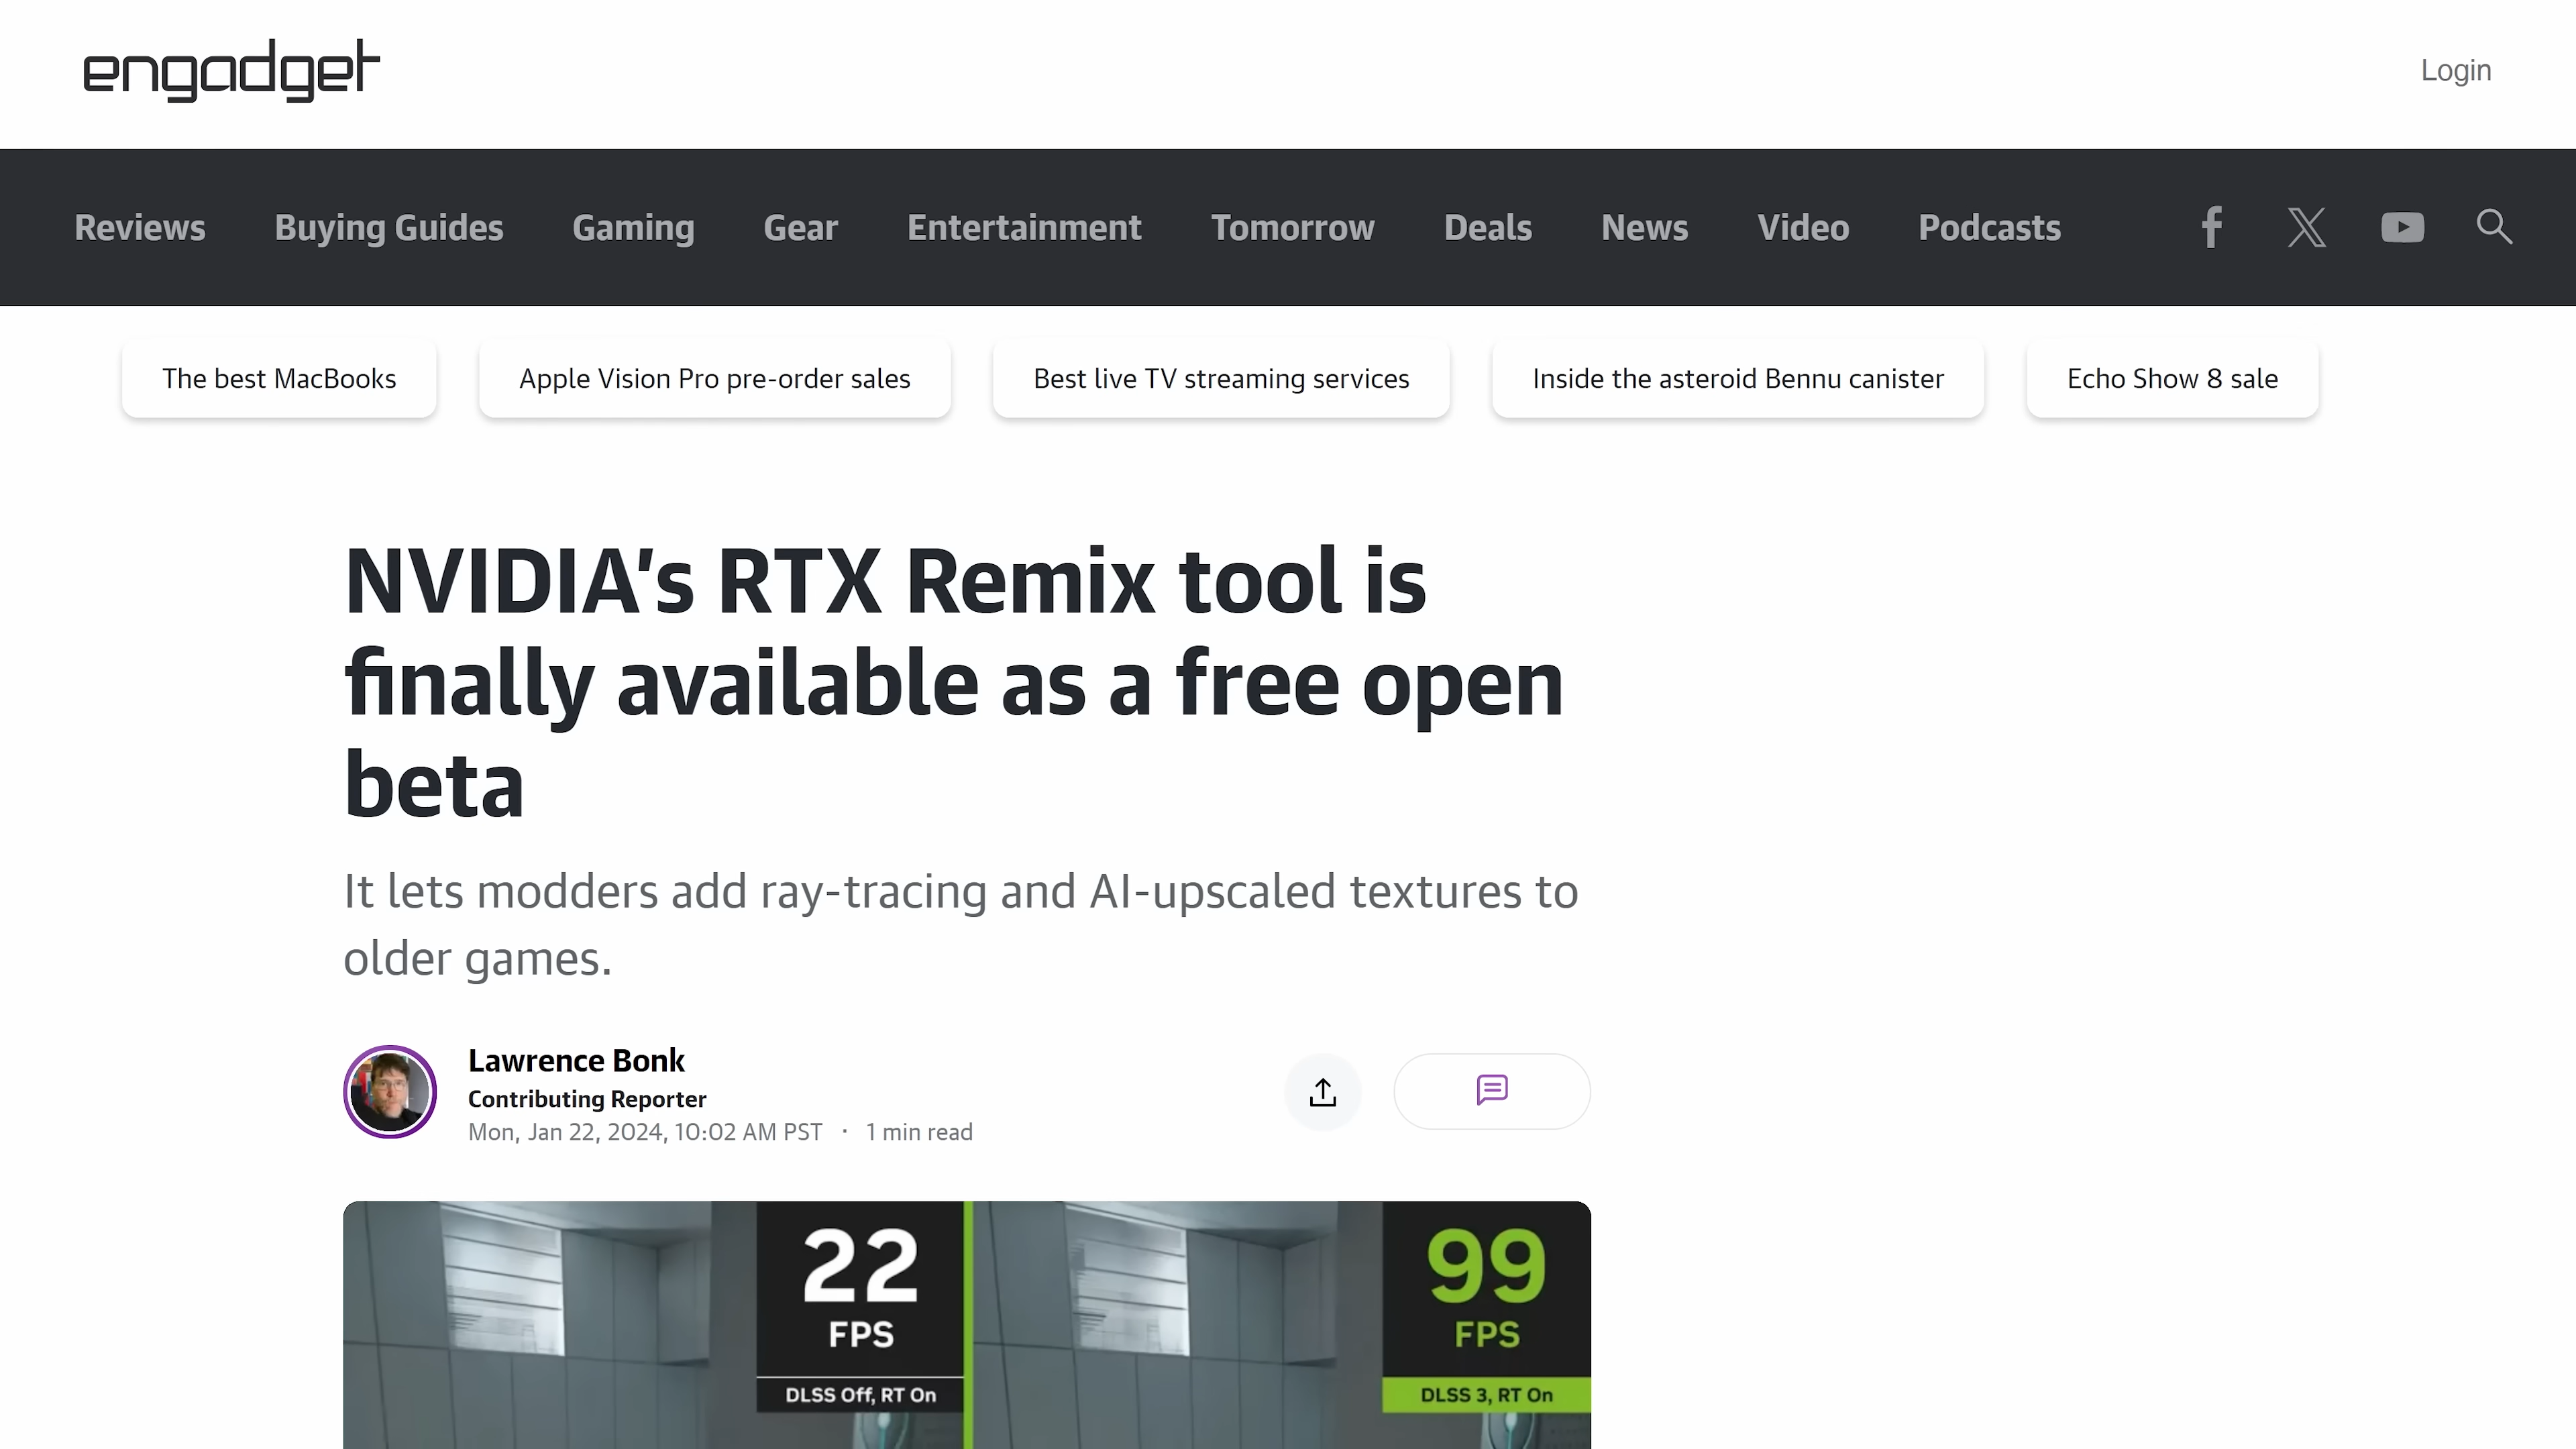 engadget
Login
Reviews Buying Guides Gaming Gear Entertainment Tomorrow Deals News Video Podcasts
The best MacBooks Apple Vision Pro pre-order sales Best live TV streaming services Inside the asteroid Bennu canister Echo Show 8 sale
NVIDIA's RTX Remix tool is
finally available as a free open
beta
It lets modders add ray-tracing and AI-upscaled textures to
older games.
Lawrence Bonk
Contributing Reporter
Mon, Jan 22, 2024, 10:02 AM PST · 1 min read
22 99
FPS FPS
DLSS Off, RT On DLSS 3, RT On